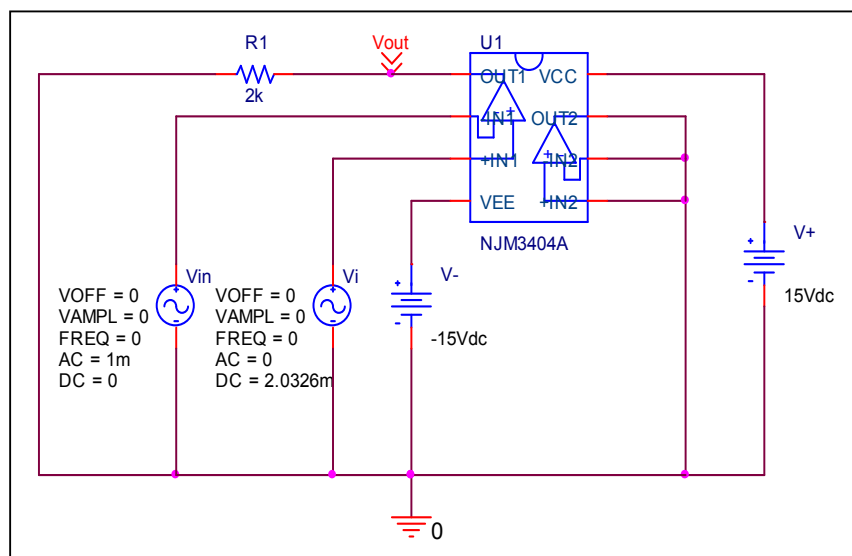 R1
2k
Vout
U1
OUT1
VCC
-IN1
OUT2
+IN1
-IN2
VEE
+IN2
NJM3404A
Vin
VOFF = 0
VAMPL = 0
FREQ = 0
AC = 1m
DC = 0
Vi
VOFF = 0
VAMPL = 0
FREQ = 0
AC = 0
DC = 2.0326m
V-
-15Vdc
V+
15Vdc
0